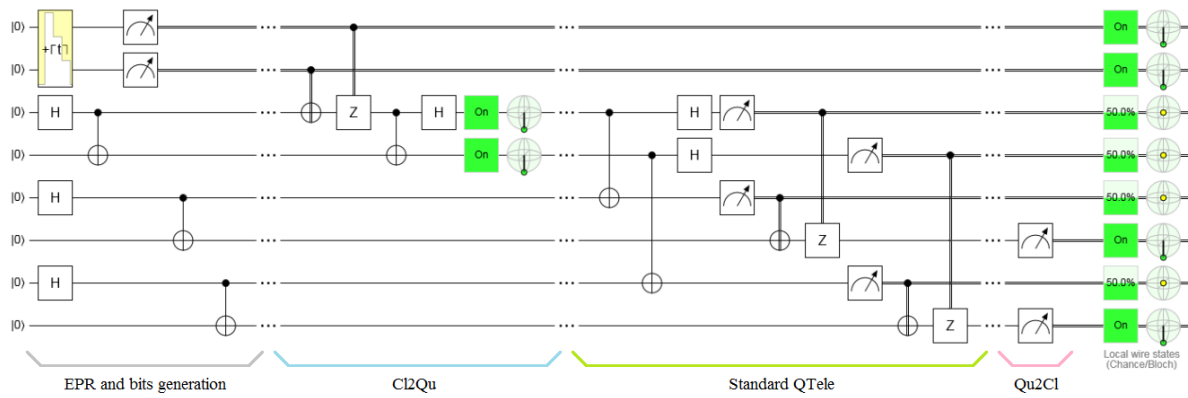 |0⟩ ... ... On
|0⟩ ... ... ... On
|0⟩ H ... Z H On ... H ... 50.0%
|0⟩ ... On ... H ... 50.0%
|0⟩ H ... ... ... 50.0%
|0⟩ ... ... Z ... On
|0⟩ H ... ... ... 50.0%
|0⟩ ... ... Z ... On
Local wire states
(Chance/Bloch)
EPR and bits generation
Cl2Qu
Standard QTele
Qu2Cl